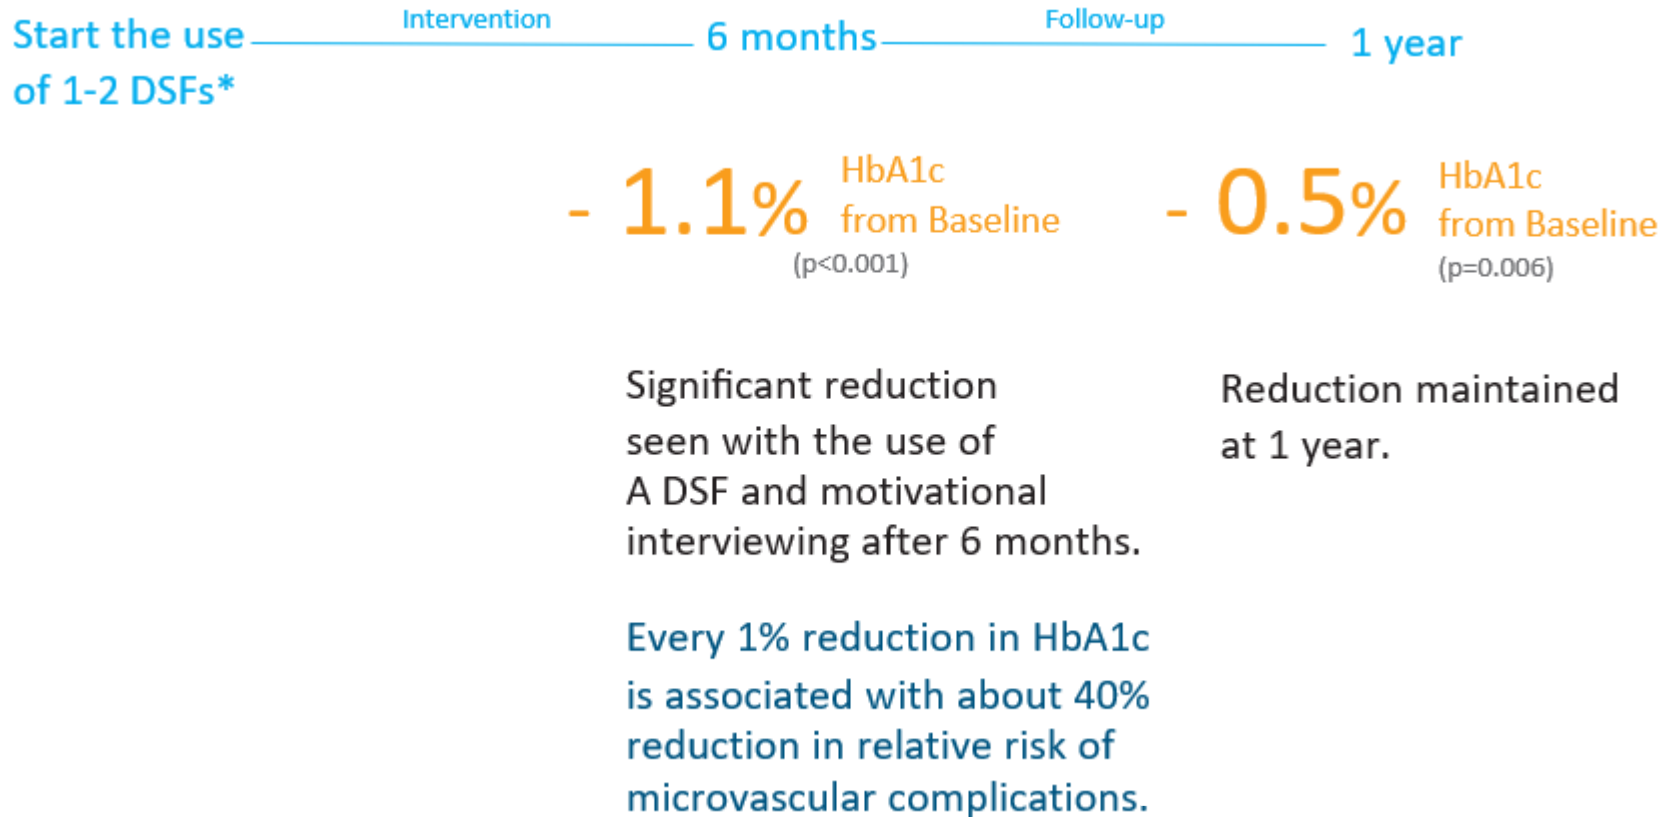 Start the use
of 1-2 DSFs*
Intervention
6 months
Follow-up
1 year
- 1.1%
HbA1c
from Baseline
(p<0.001)
- 0.5%
HbA1c
from Baseline
(p=0.006)
Significant reduction
seen with the use of
A DSF and motivational
interviewing after 6 months.
Reduction maintained
at 1 year.
Every 1% reduction in HbA1c
is associated with about 40%
reduction in relative risk of
microvascular complications.